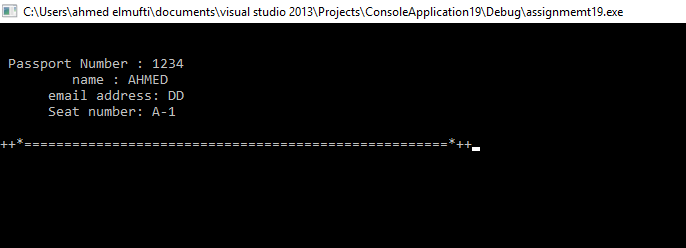 C:\Users\ahmed elmufti\documents\visual studio 2013\Projects\ConsoleApplication19\Debug\assignmemt19.exe
Passport Number : 1234
name : AHMED
email address: DD
Seat number: A-1
++*=====================================================*++